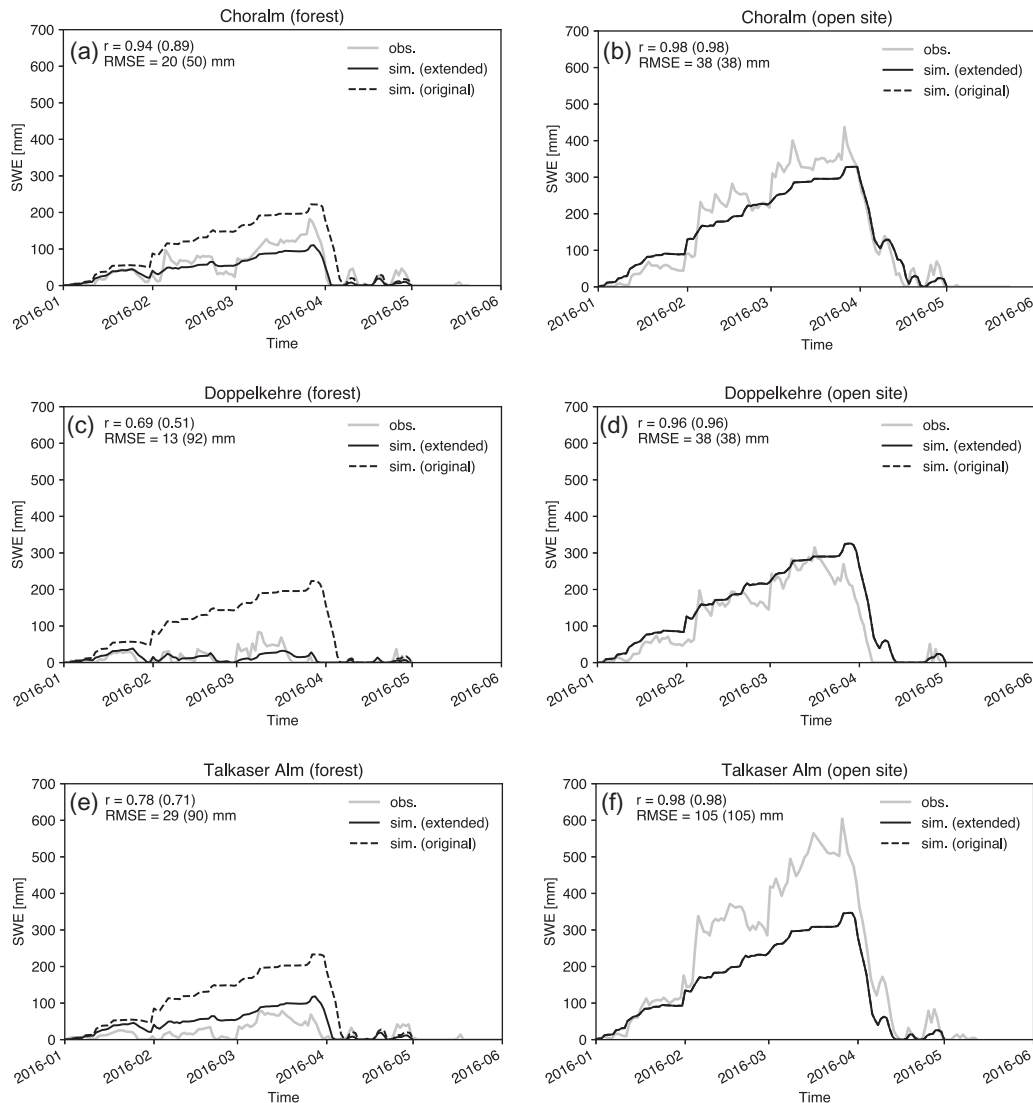 Choralm (forest)
(a)
r = 0.94 (0.89)
RMSE = 20 (50) mm
obs.
sim. (extended)
sim. (original)
700
600
500
400
300
200
100
0
SWE [mm]
2016-01
2016-02
2016-03
2016-04
2016-05
2016-06
Time
Choralm (open site)
(b)
r = 0.98 (0.98)
RMSE = 38 (38) mm
obs.
sim. (extended)
sim. (original)
700
600
500
400
300
200
100
0
SWE [mm]
2016-01
2016-02
2016-03
2016-04
2016-05
2016-06
Time
Doppelkehre (forest)
(c)
r = 0.69 (0.51)
RMSE = 13 (92) mm
obs.
sim. (extended)
sim. (original)
700
600
500
400
300
200
100
0
SWE [mm]
2016-01
2016-02
2016-03
2016-04
2016-05
2016-06
Time
Doppelkehre (open site)
(d)
r = 0.96 (0.96)
RMSE = 38 (38) mm
obs.
sim. (extended)
sim. (original)
700
600
500
400
300
200
100
0
SWE [mm]
2016-01
2016-02
2016-03
2016-04
2016-05
2016-06
Time
Talkaser Alm (forest)
(e)
r = 0.78 (0.71)
RMSE = 29 (90) mm
obs.
sim. (extended)
sim. (original)
700
600
500
400
300
200
100
0
SWE [mm]
2016-01
2016-02
2016-03
2016-04
2016-05
2016-06
Time
Talkaser Alm (open site)
(f)
r = 0.98 (0.98)
RMSE = 105 (105) mm
obs.
sim. (extended)
sim. (original)
700
600
500
400
300
200
100
0
SWE [mm]
2016-01
2016-02
2016-03
2016-04
2016-05
2016-06
Time